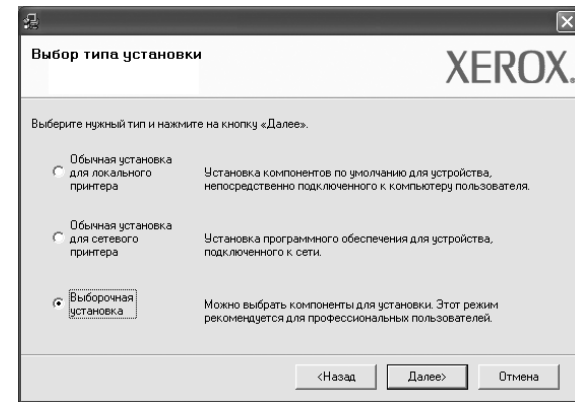 Выбор типа установки
XEROX.
Выберите нужный тип и нажмите на кнопку «Далее».
Обычная установка
для локального
принтера
Установка компонентов по умолчанию для устройства,
непосредственно подключенного к компьютеру пользователя.
Обычная установка
для сетевого
принтера
Установка программного обеспечения для устройства,
подключенного к сети.
Выборочная
установка
Можно выбрать компоненты для установки. Этот режим
рекомендуется для профессиональных пользователей.
<Назад
Далее>
Отмена